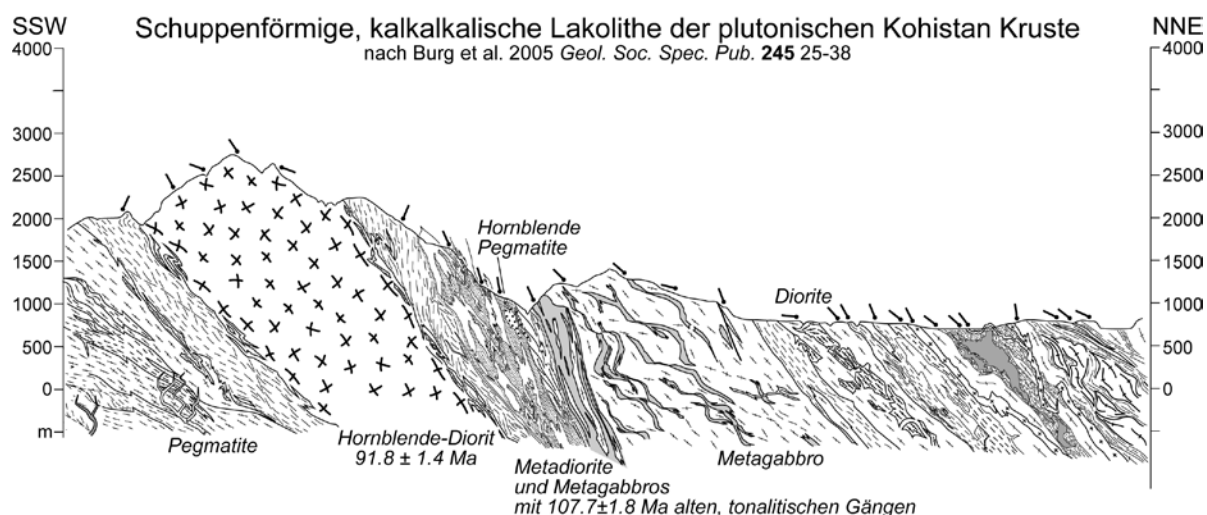 SSW
NNE
Schuppenförmige, kalkalkalische Lakolithe der plutonischen Kohistan Kruste
nach Burg et al. 2005 Geol. Soc. Spec. Pub. 245 25-38
4000
3000
2500
2000
1500
1000
500
0
m
4000
3000
2500
2000
1500
1000
500
0
Hornblende
Pegmatite
Diorite
Pegmatite
Hornblende-Diorit
91.8 ± 1.4 Ma
Metadiorite
und Metagabbros
mit 107.7±1.8 Ma alten, tonalitischen Gängen
Metagabbro